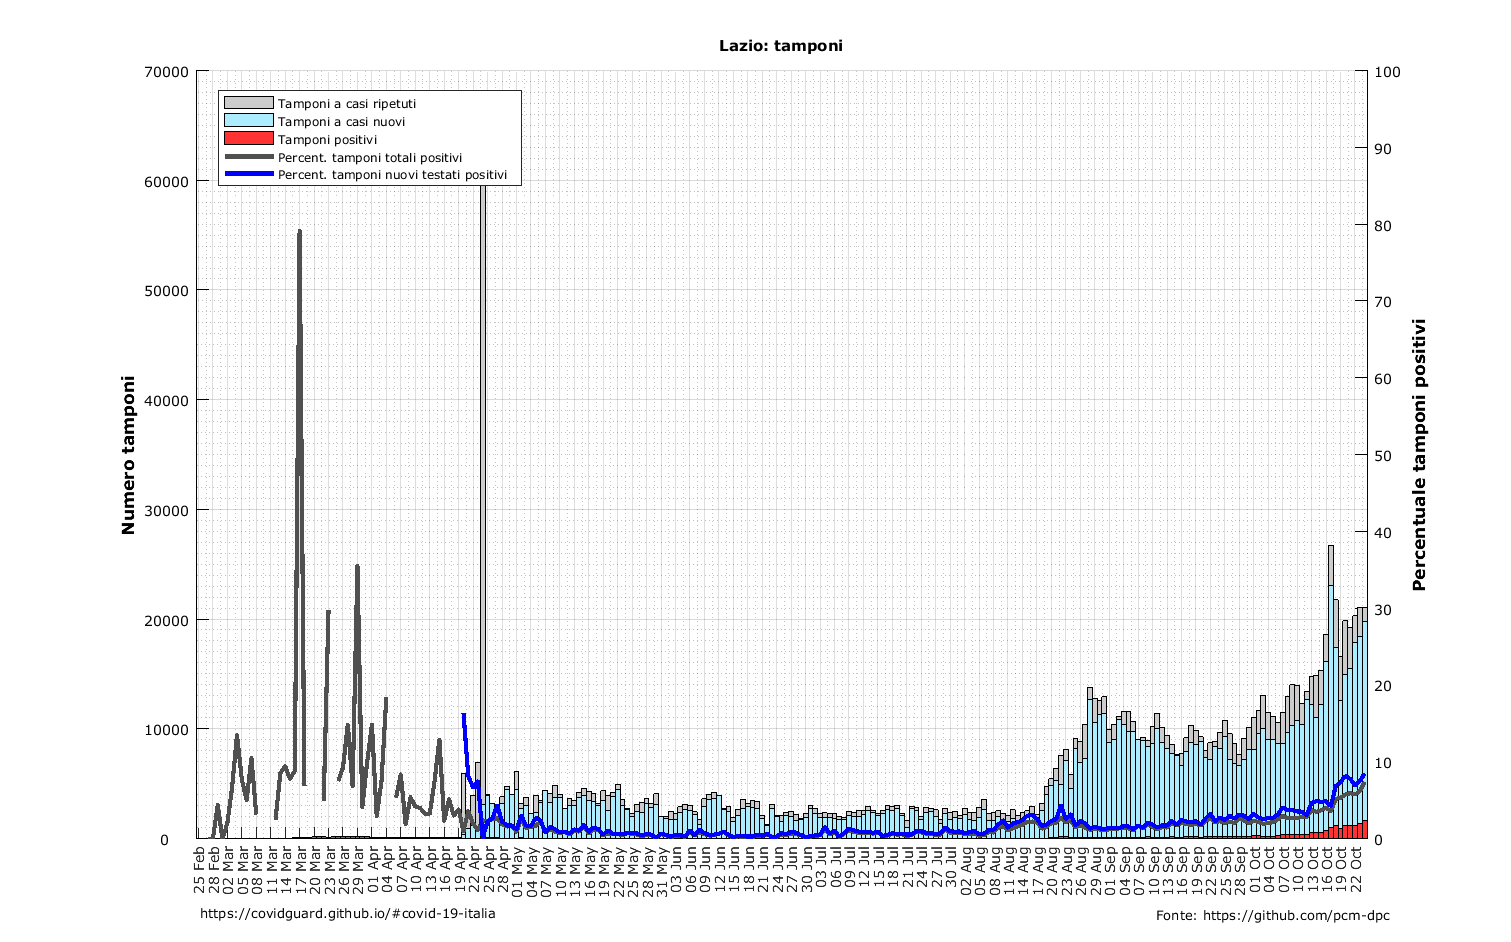 Lazio: tamponi
Tamponi a casi ripetuti
Tamponi a casi nuovi
Tamponi positivi
Percent. tamponi totali positivi
Percent. tamponi nuovi testati positivi
Numero tamponi
70000
60000
50000
40000
30000
20000
10000
0
Percentuale tamponi positivi
100
90
80
70
60
50
40
30
20
10
0
25 Feb
28 Feb
02 Mar
05 Mar
08 Mar
11 Mar
14 Mar
17 Mar
20 Mar
23 Mar
26 Mar
29 Mar
01 Apr
04 Apr
07 Apr
10 Apr
13 Apr
16 Apr
19 Apr
22 Apr
25 Apr
28 Apr
01 May
04 May
07 May
10 May
13 May
16 May
19 May
22 May
25 May
28 May
31 May
03 Jun
06 Jun
09 Jun
12 Jun
15 Jun
18 Jun
21 Jun
24 Jun
27 Jun
30 Jun
03 Jul
06 Jul
09 Jul
12 Jul
15 Jul
18 Jul
21 Jul
24 Jul
27 Jul
30 Jul
02 Aug
05 Aug
08 Aug
11 Aug
14 Aug
17 Aug
20 Aug
23 Aug
26 Aug
29 Aug
01 Sep
04 Sep
07 Sep
10 Sep
13 Sep
16 Sep
19 Sep
22 Sep
25 Sep
28 Sep
01 Oct
04 Oct
07 Oct
10 Oct
13 Oct
16 Oct
19 Oct
22 Oct
https://covidguard.github.io/#covid-19-italia
Fonte: https://github.com/pcm-dpc